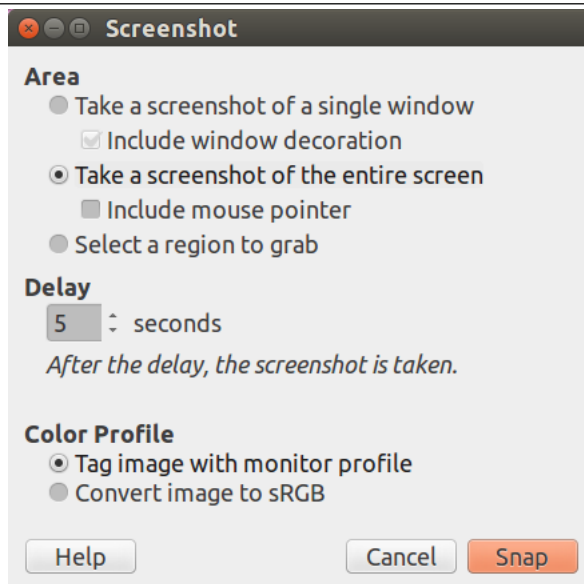 Screenshot
Area
Take a screenshot of a single window
Include window decoration
Take a screenshot of the entire screen
Include mouse pointer
Select a region to grab
Delay
5 seconds
After the delay, the screenshot is taken.
Color Profile
Tag image with monitor profile
Convert image to sRGB
Help Cancel Snap